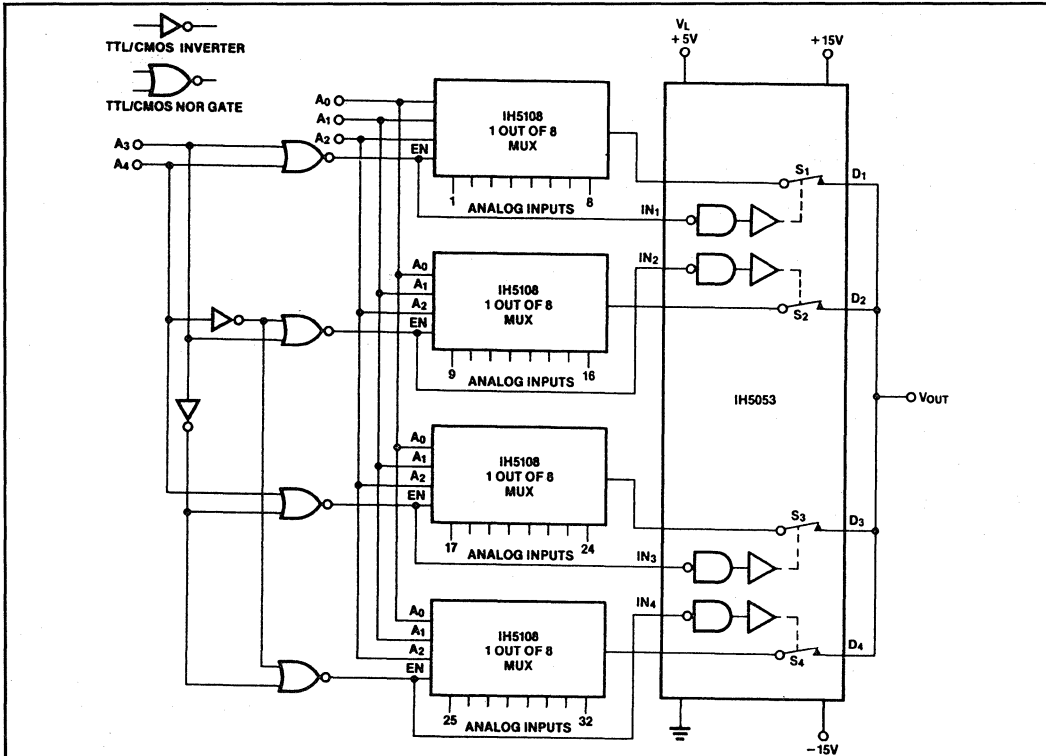 TTL/CMOS INVERTER
TTL/CMOS NOR GATE
A3
A4
A0
A1
A2
EN
IH5108
1 OUT OF 8
MUX
1
8
ANALOG INPUTS
A0
A1
A2
EN
IH5108
1 OUT OF 8
MUX
9
16
ANALOG INPUTS
A0
A1
A2
EN
IH5108
1 OUT OF 8
MUX
17
24
ANALOG INPUTS
A0
A1
A2
EN
IH5108
1 OUT OF 8
MUX
25
32
ANALOG INPUTS
VL
+5V
+15V
S1
D1
IN1
IN2
S2
D2
IH5053
VOUT
S3
D3
IN3
IN4
S4
D4
−15V